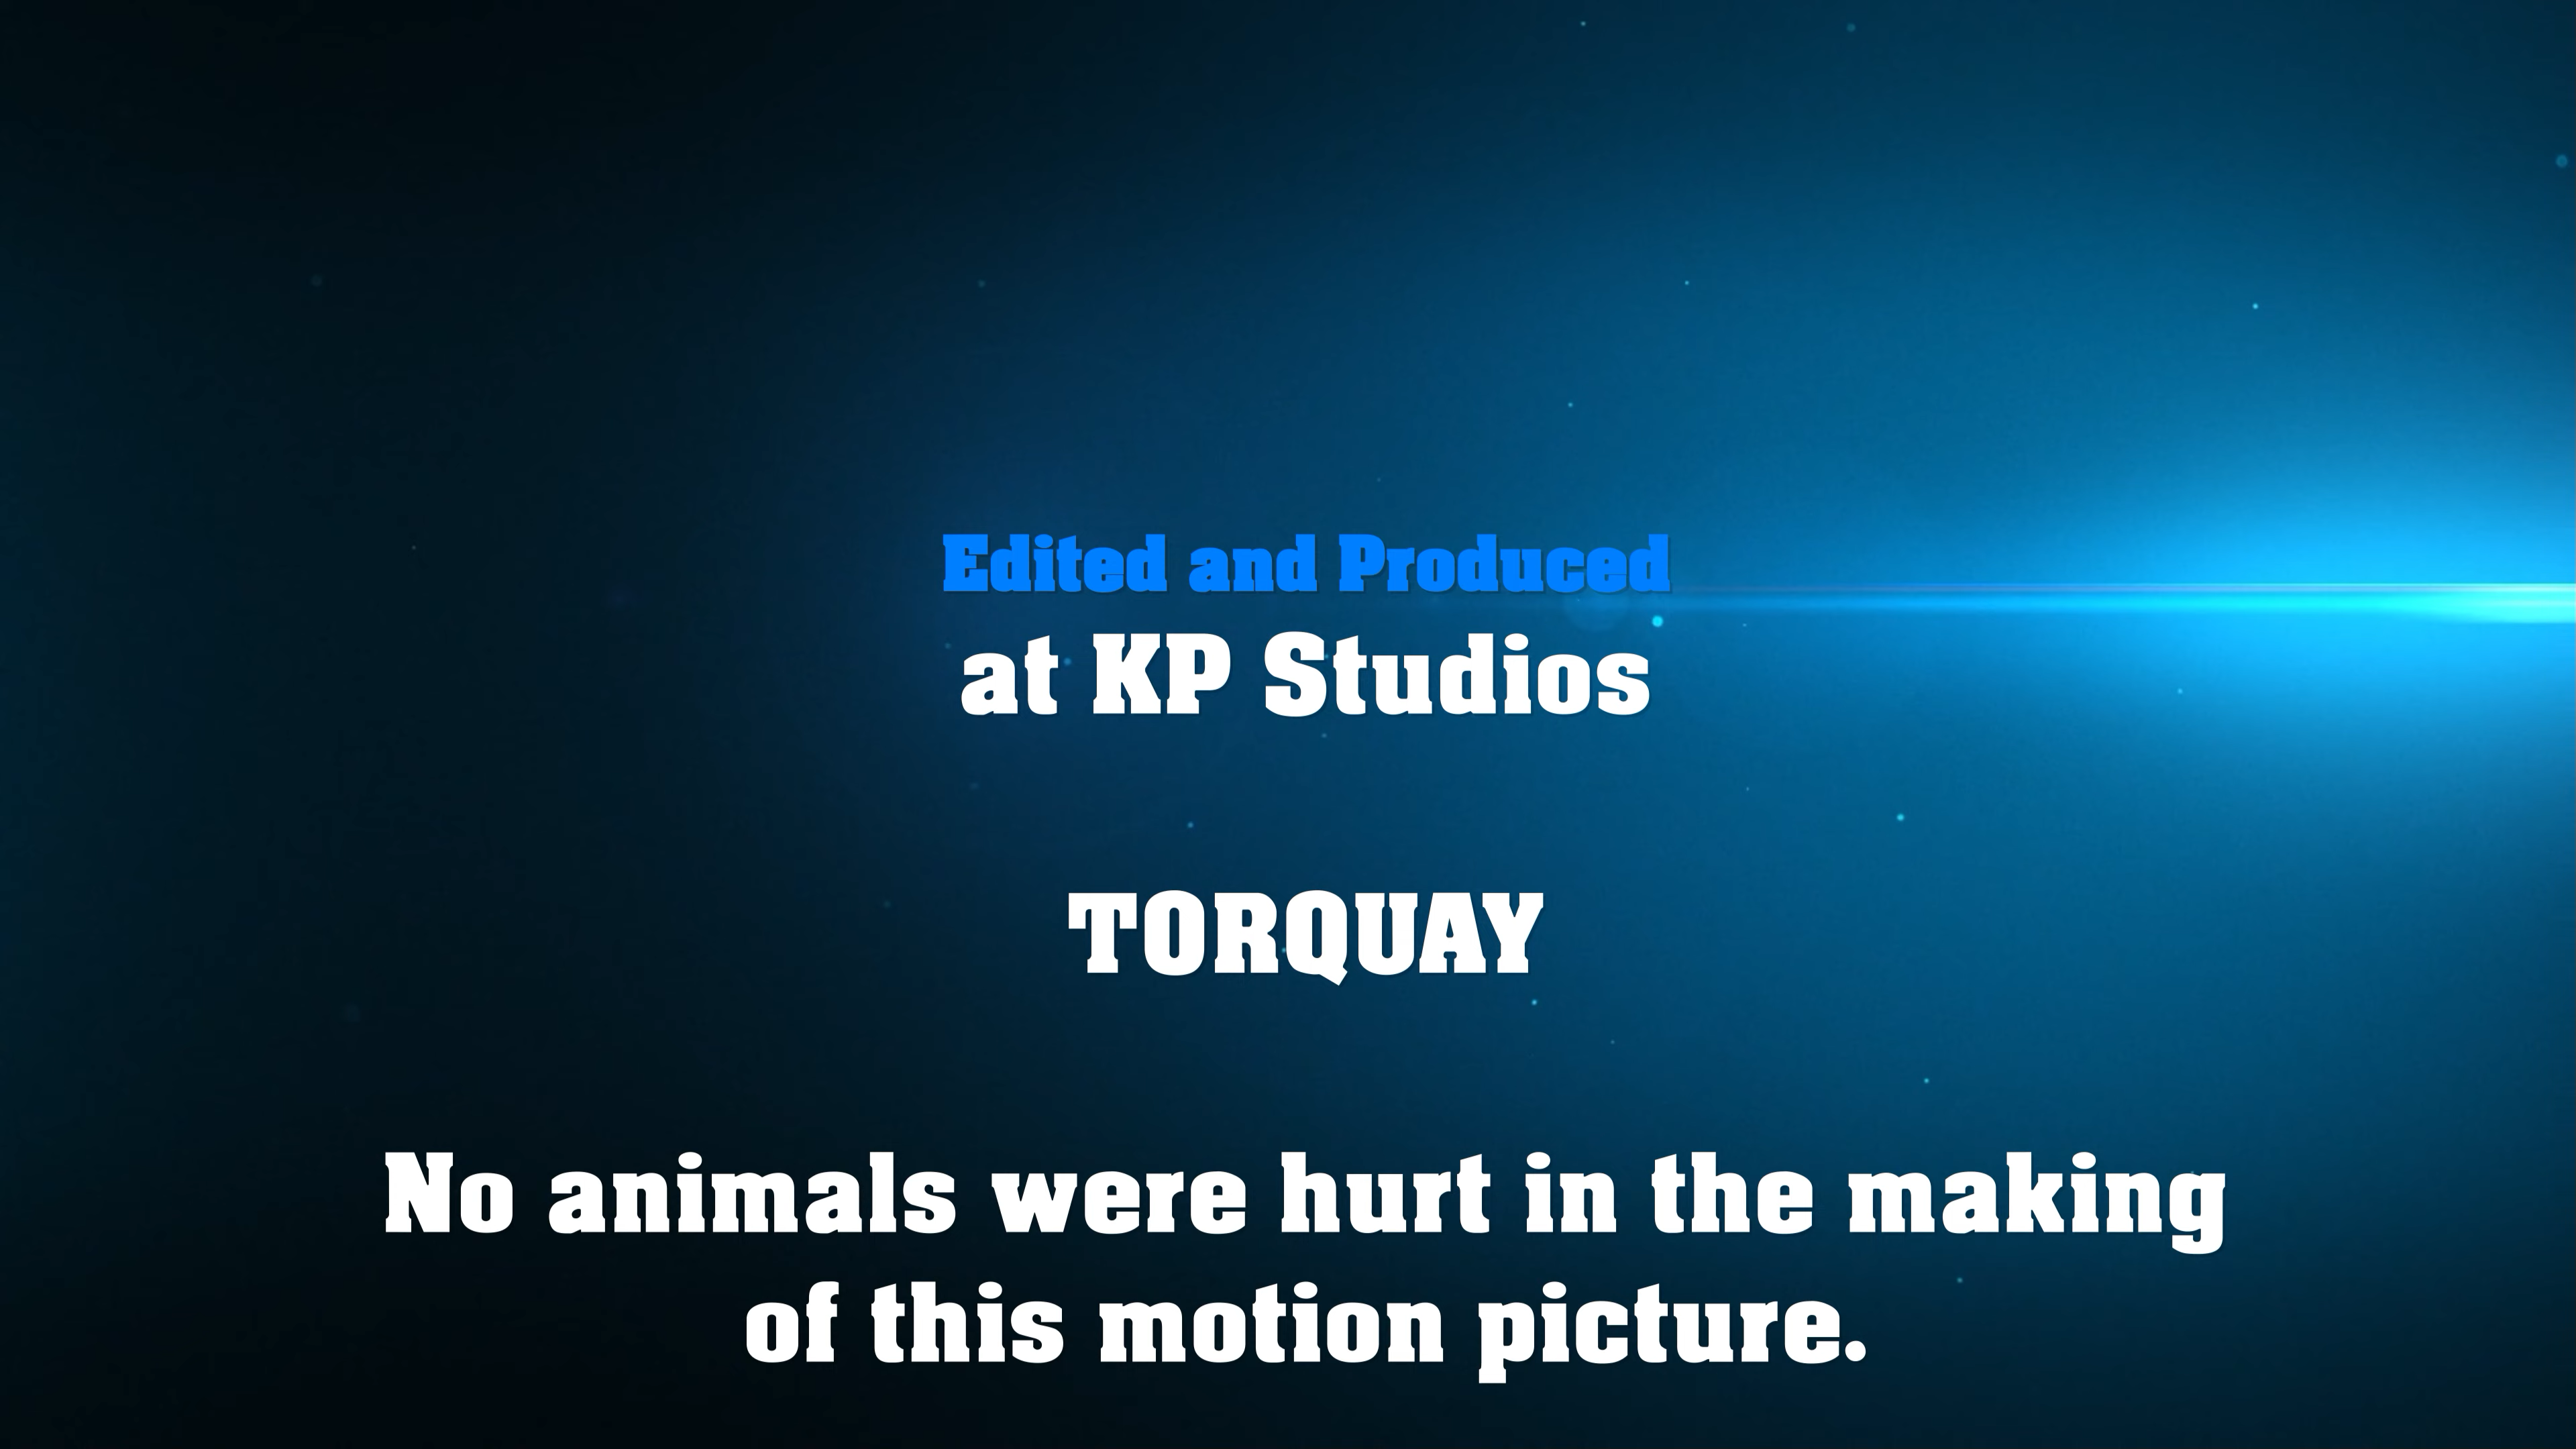 Edited and Produced
at KP Studios
TORQUAY
No animals were hurt in the making
of this motion picture.